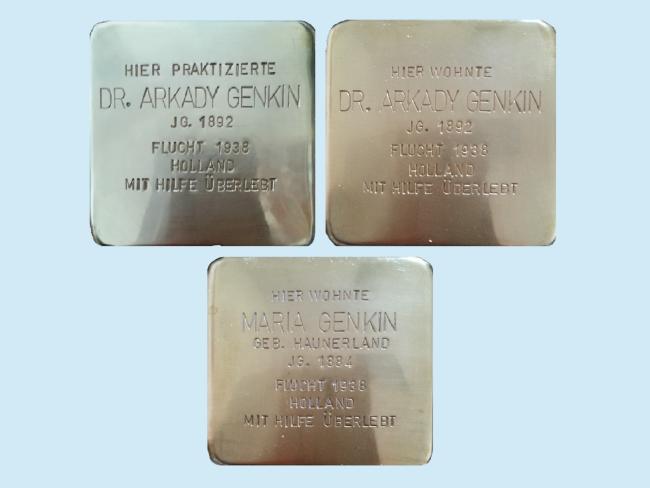 HIER PRAKTIZIERTE
DR. ARKADY GENKIN
JG. 1892
FLUCHT 1938
HOLLAND
MIT HILFE ÜBERLEBT
HIER WOHNTE
DR. ARKADY GENKIN
JG. 1892
FLUCHT 1938
HOLLAND
MIT HILFE ÜBERLEBT
HIER WOHNTE
MARIA GENKIN
GEB. HAUNERLAND
JG. 1884
FLUCHT 1938
HOLLAND
MIT HILFE ÜBERLEBT